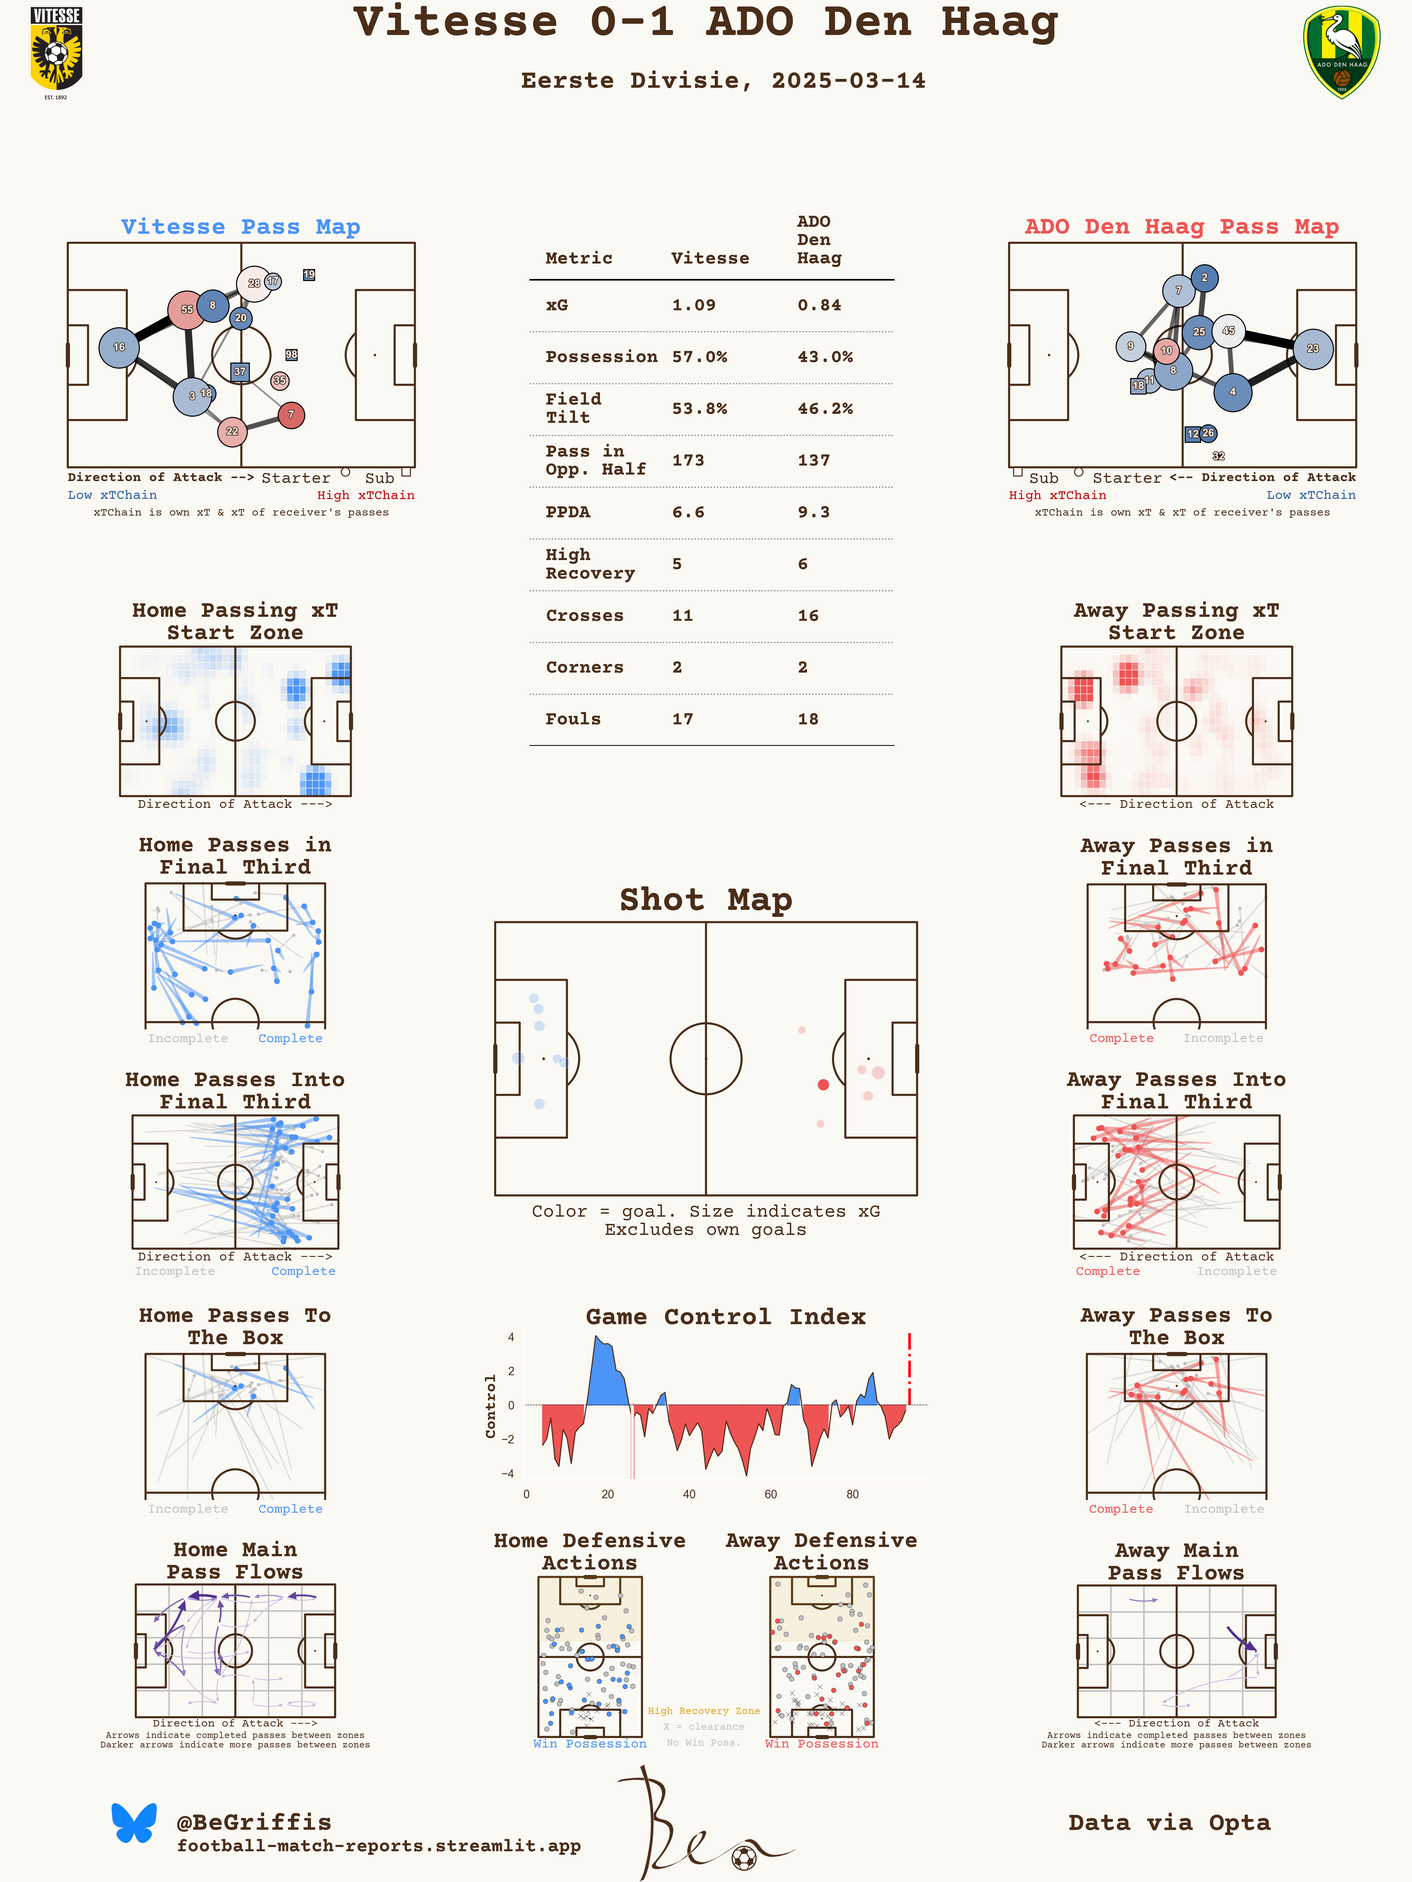 Vitesse 0-1 ADO Den Haag
Eerste Divisie, 2025-03-14
VITESSE
EST. 1892
ADO DEN HAAG
1905
Vitesse Pass Map
16
55
8
28
17
19
20
98
37
35
3
18
22
7
Direction of Attack --> Starter Sub
Low xTChain High xTChain
xTChain is own xT & xT of receiver's passes
Metric Vitesse ADO Den Haag
xG 1.09 0.84
Possession 57.0% 43.0%
Field Tilt 53.8% 46.2%
Pass in Opp. Half 173 137
PPDA 6.6 9.3
High Recovery 5 6
Crosses 11 16
Corners 2 2
Fouls 17 18
ADO Den Haag Pass Map
2
7
25
45
9
10
23
8
11
18
4
12
26
32
Sub Starter <-- Direction of Attack
High xTChain Low xTChain
xTChain is own xT & xT of receiver's passes
Home Passing xT
Start Zone
Direction of Attack --->
Away Passing xT
Start Zone
<--- Direction of Attack
Home Passes in
Final Third
Incomplete Complete
Away Passes in
Final Third
Complete Incomplete
Shot Map
Color = goal. Size indicates xG
Excludes own goals
Home Passes Into
Final Third
Direction of Attack --->
Incomplete Complete
Away Passes Into
Final Third
<--- Direction of Attack
Complete Incomplete
Home Passes To
The Box
Incomplete Complete
Game Control Index
Control
4
2
0
−2
−4
0 20 40 60 80
Away Passes To
The Box
Complete Incomplete
Home Main
Pass Flows
Direction of Attack --->
Arrows indicate completed passes between zones
Darker arrows indicate more passes between zones
Home Defensive
Actions
Win Possession
High Recovery Zone
X = clearance
No Win Poss.
Away Defensive
Actions
Win Possession
Away Main
Pass Flows
<--- Direction of Attack
Arrows indicate completed passes between zones
Darker arrows indicate more passes between zones
@BeGriffis
football-match-reports.streamlit.app
Ben
Data via Opta